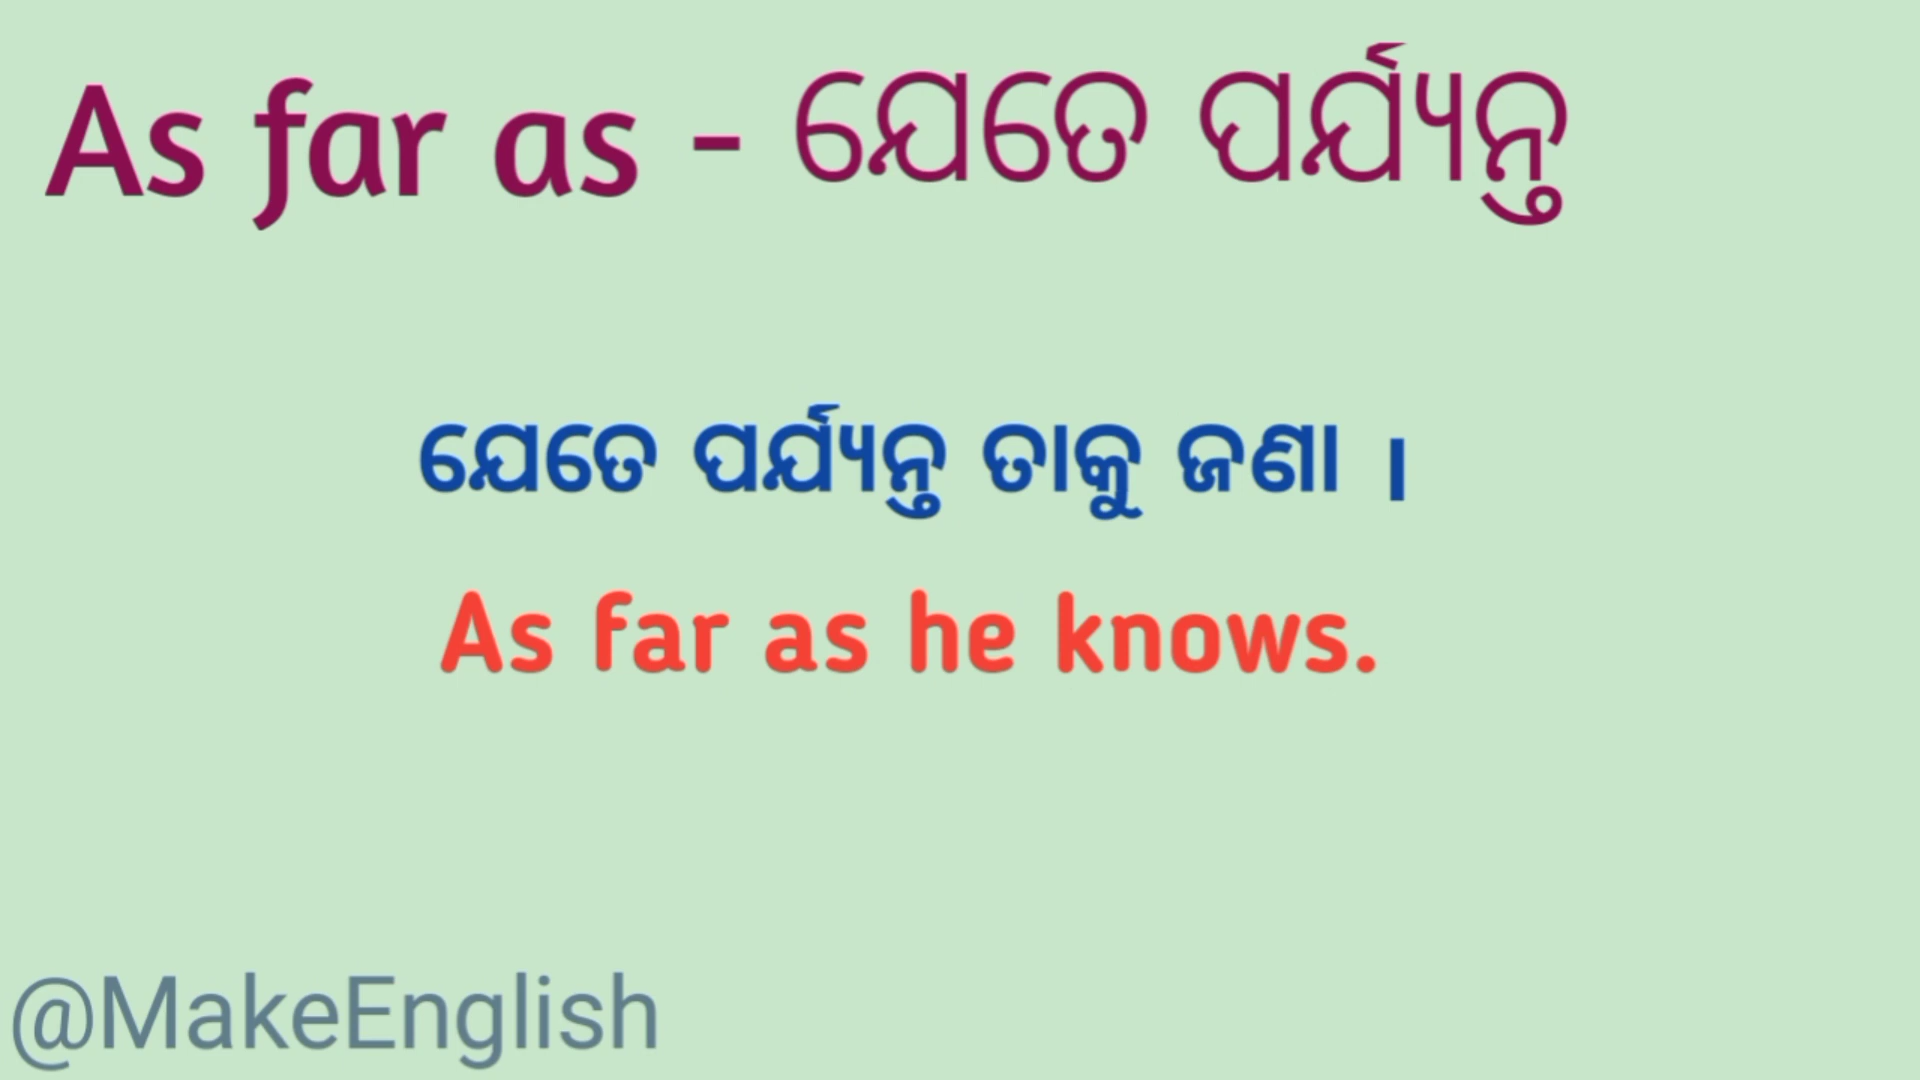 As far as - ଯେତେ ପର୍ଯ୍ୟନ୍ତ
ଯେତେ ପର୍ଯ୍ୟନ୍ତ ତାକୁ ଜଣା ।
As far as he knows.
@MakeEnglish